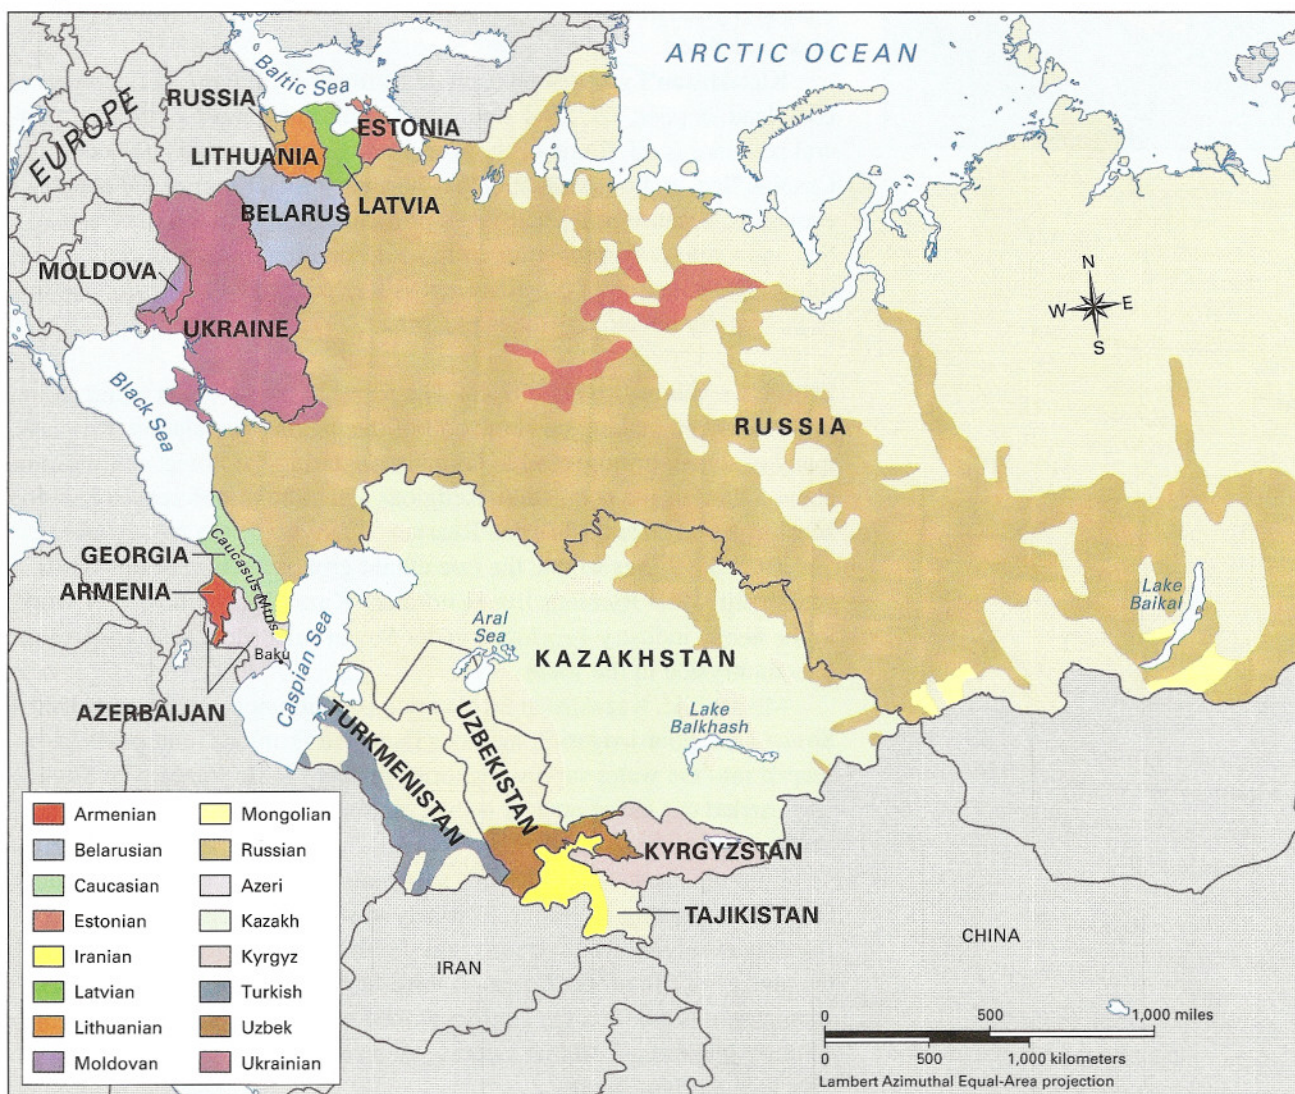 ARCTIC OCEAN
Baltic Sea
RUSSIA
EUROPE
ESTONIA
LITHUANIA
LATVIA
BELARUS
MOLDOVA
UKRAINE
N
W
E
S
Black Sea
RUSSIA
GEORGIA
Caucasus Mtns
ARMENIA
Lake
Baikal
Aral
Sea
Baku
Caspian Sea
KAZAKHSTAN
AZERBAIJAN
TURKMENISTAN
UZBEKISTAN
Lake
Balkhash
KYRGYZSTAN
TAJIKISTAN
IRAN
CHINA
Armenian
Belarusian
Caucasian
Estonian
Iranian
Latvian
Lithuanian
Moldovan
Mongolian
Russian
Azeri
Kazakh
Kyrgyz
Turkish
Uzbek
Ukrainian
0 500 1,000 miles
0 500 1,000 kilometers
Lambert Azimuthal Equal-Area projection